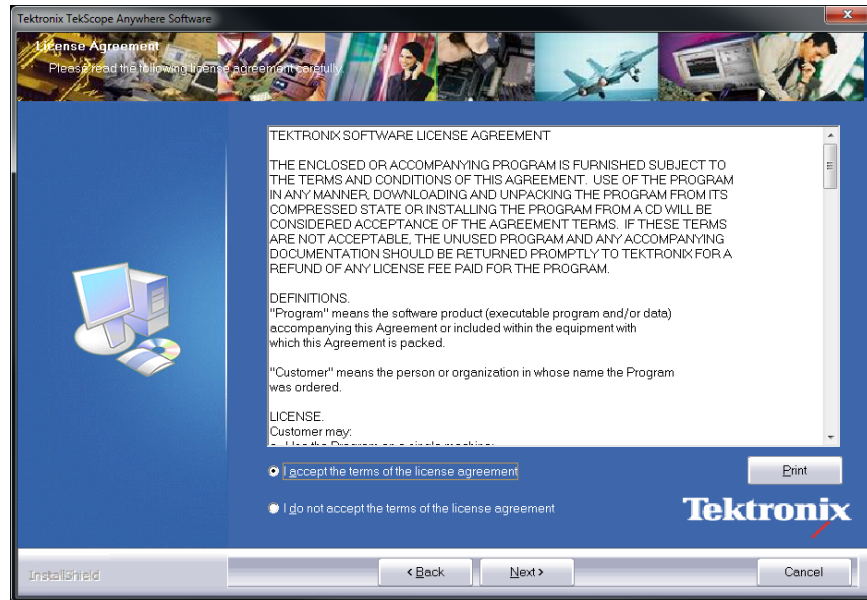 Tektronix TekScope Anywhere Software
License Agreement
Please read the following license agreement carefully.
TEKTRONIX SOFTWARE LICENSE AGREEMENT
THE ENCLOSED OR ACCOMPANYING PROGRAM IS FURNISHED SUBJECT TO
THE TERMS AND CONDITIONS OF THIS AGREEMENT. USE OF THE PROGRAM
IN ANY MANNER, DOWNLOADING AND UNPACKING THE PROGRAM FROM ITS
COMPRESSED STATE OR INSTALLING THE PROGRAM FROM A CD WILL BE
CONSIDERED ACCEPTANCE OF THE AGREEMENT TERMS. IF THESE TERMS
ARE NOT ACCEPTABLE, THE UNUSED PROGRAM AND ANY ACCOMPANYING
DOCUMENTATION SHOULD BE RETURNED PROMPTLY TO TEKTRONIX FOR A
REFUND OF ANY LICENSE FEE PAID FOR THE PROGRAM.
DEFINITIONS.
"Program" means the software product (executable program and/or data)
accompanying this Agreement or included within the equipment with
which this Agreement is packed.
"Customer" means the person or organization in whose name the Program
was ordered.
LICENSE.
Customer may:
a. Use the Program on a single machine;
I accept the terms of the license agreement
Print
I do not accept the terms of the license agreement
Tektronix
InstallShield
< Back
Next >
Cancel